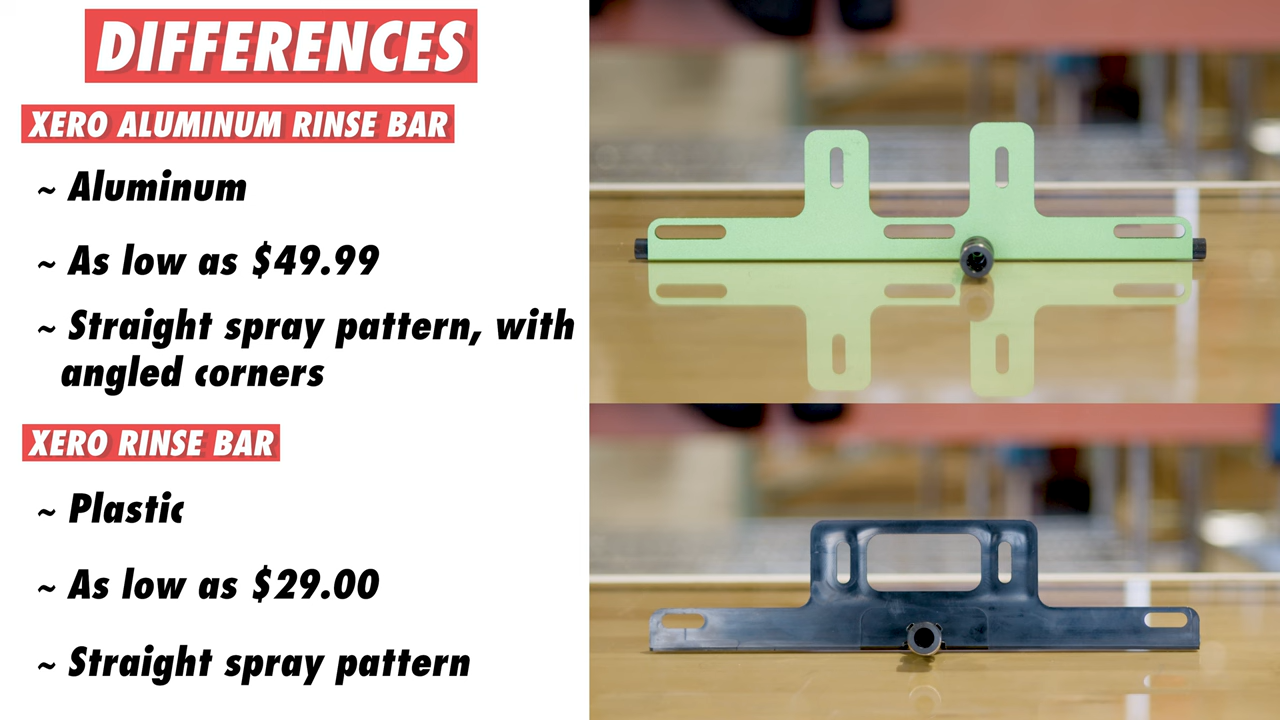 DIFFERENCES
XERO ALUMINUM RINSE BAR
~ Aluminum
~ As low as $49.99
~ Straight spray pattern, with
angled corners
XERO RINSE BAR
~ Plastic
~ As low as $29.00
~ Straight spray pattern